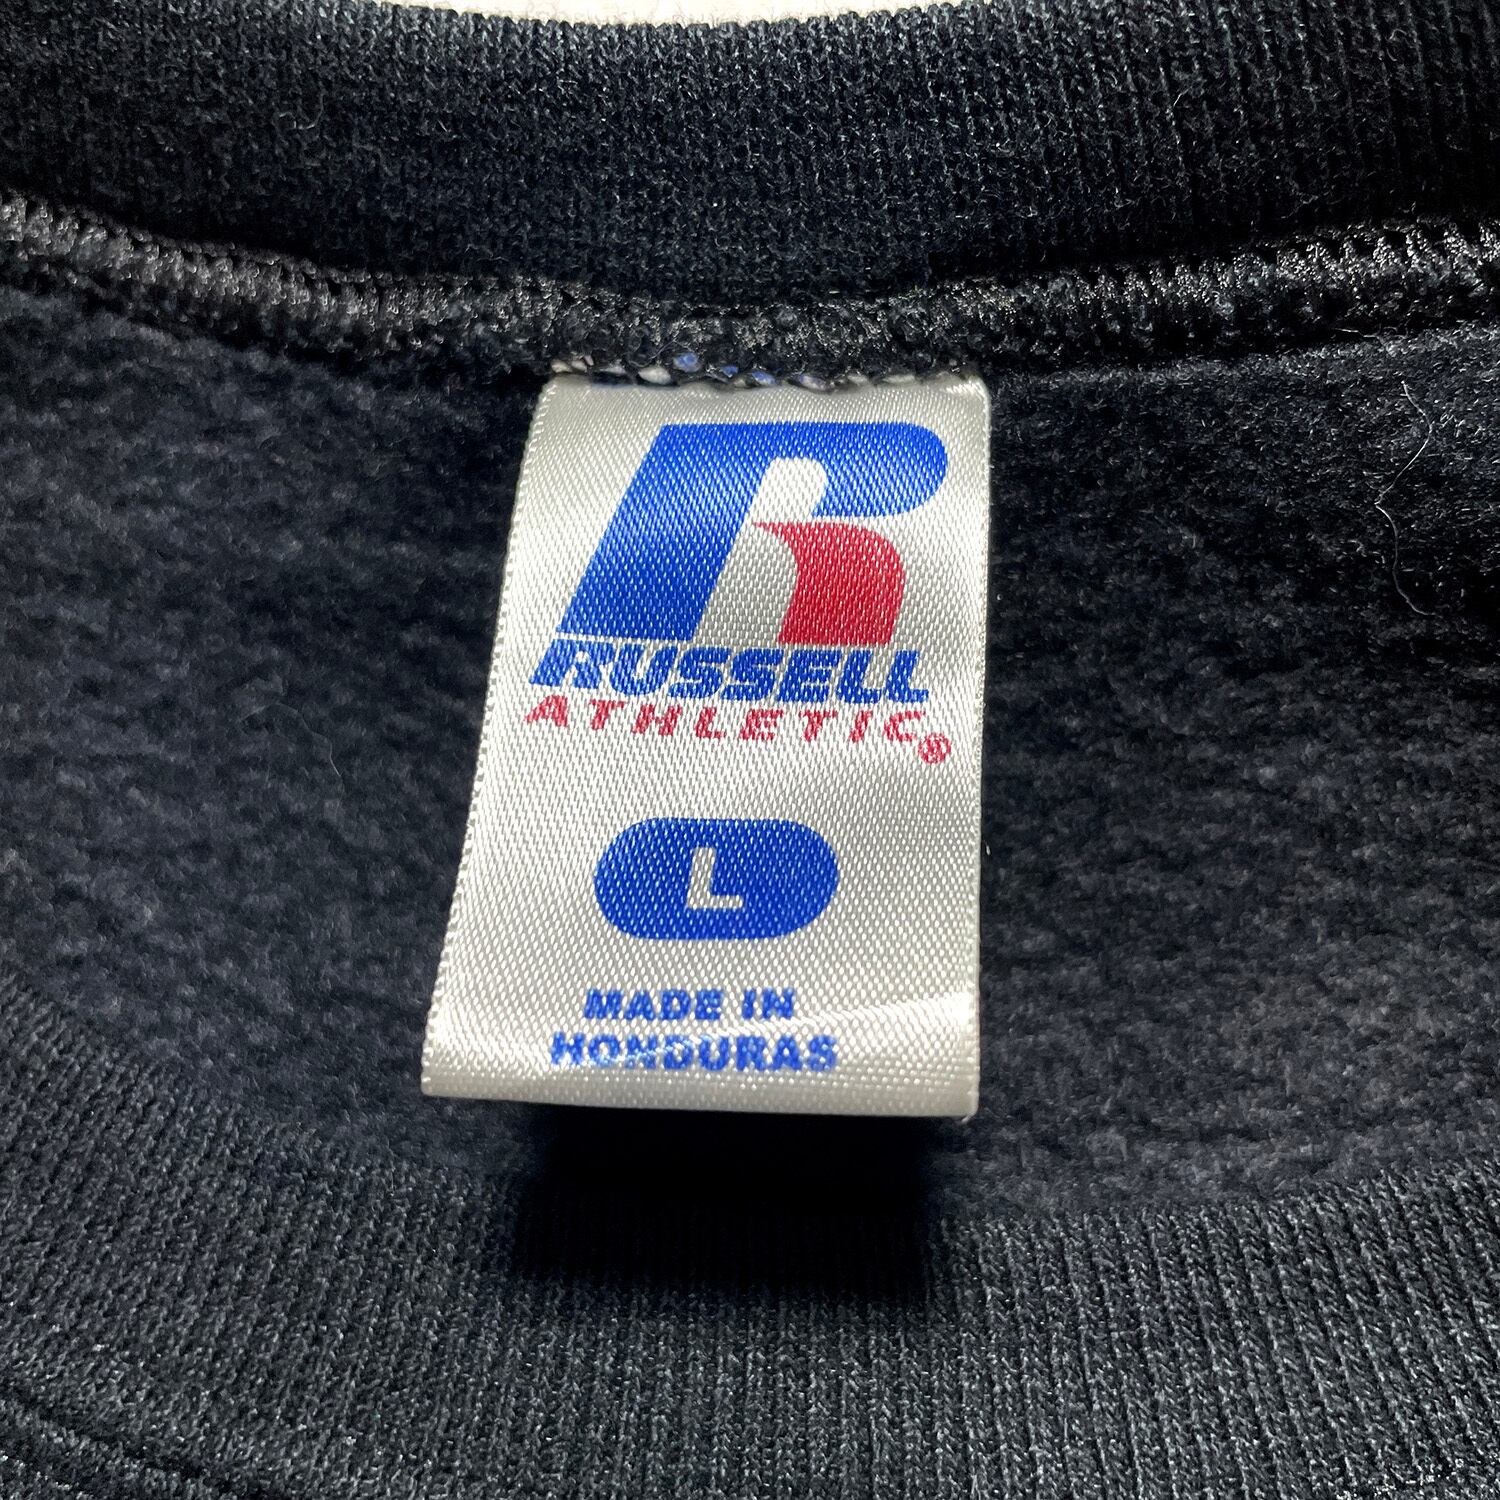 R
RUSSELL
ATHLETIC®
L
MADE IN
HONDURAS